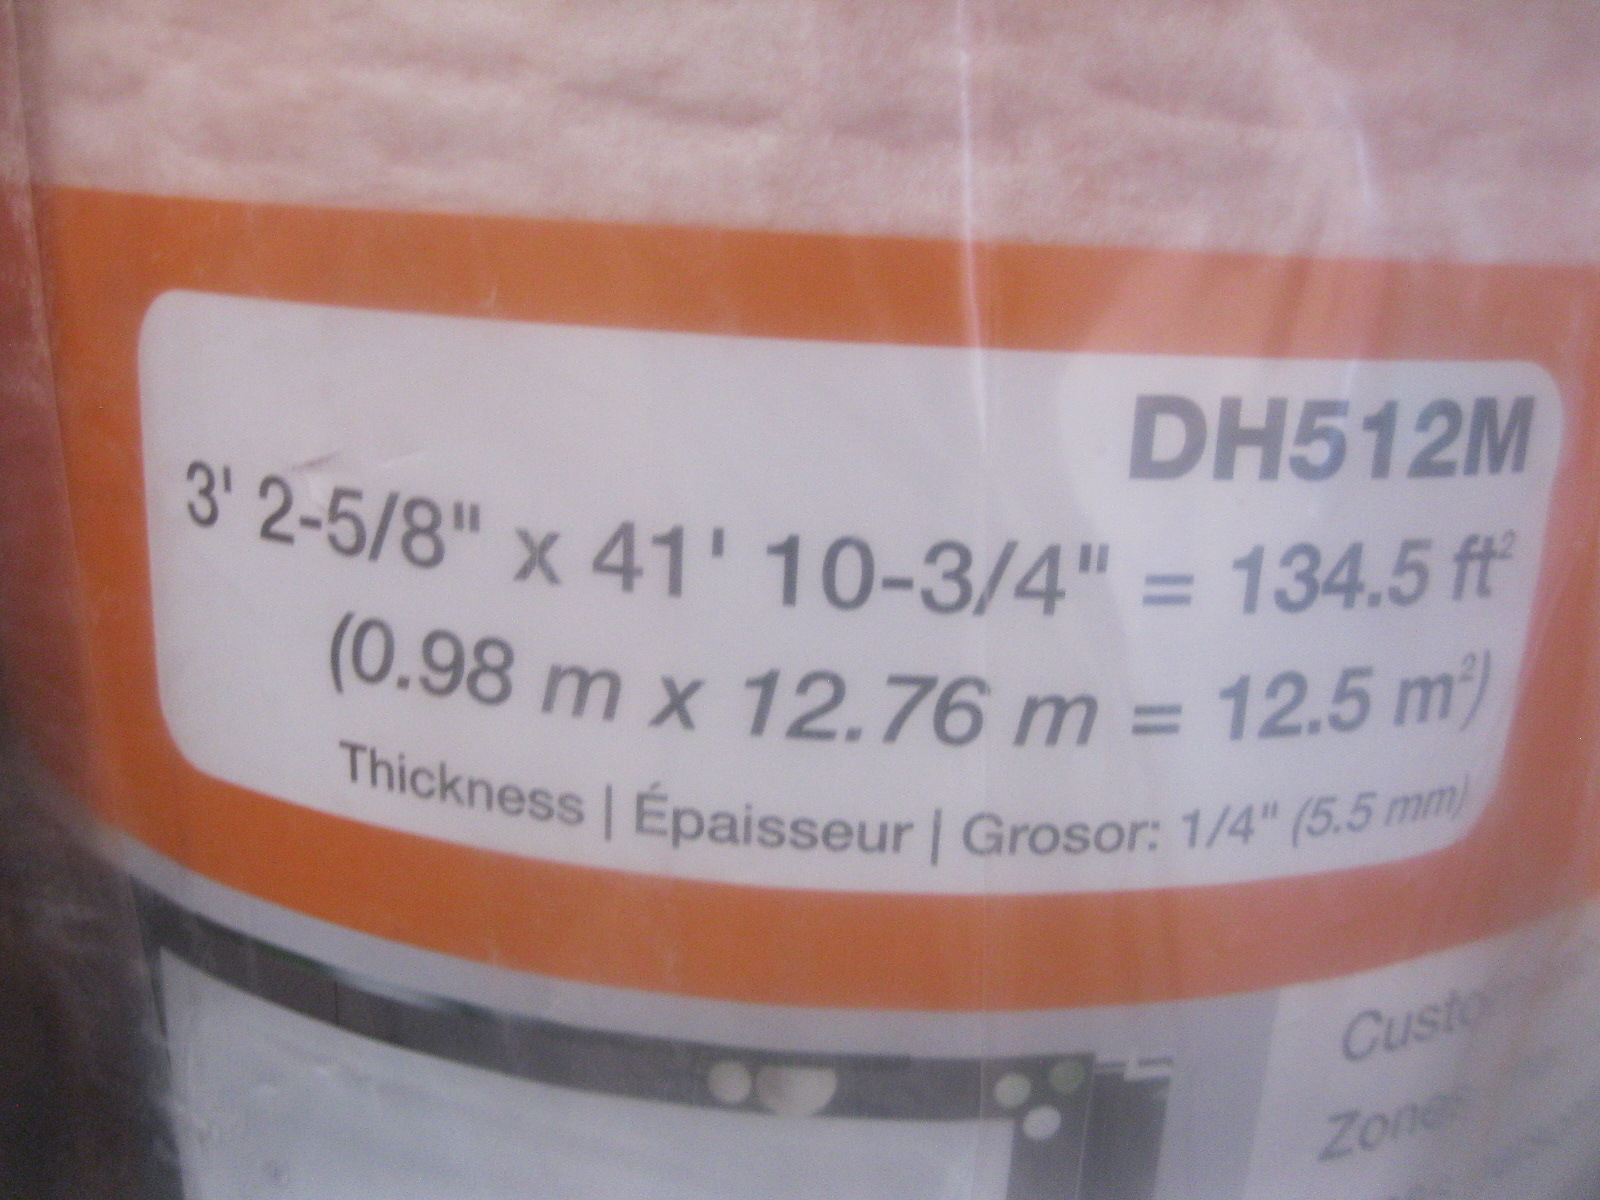 DH512M
3' 2-5/8" x 41' 10-3/4" = 134.5 ft²
(0.98 m x 12.76 m = 12.5 m²)
Thickness | Épaisseur | Grosor: 1/4" (5.5 mm)